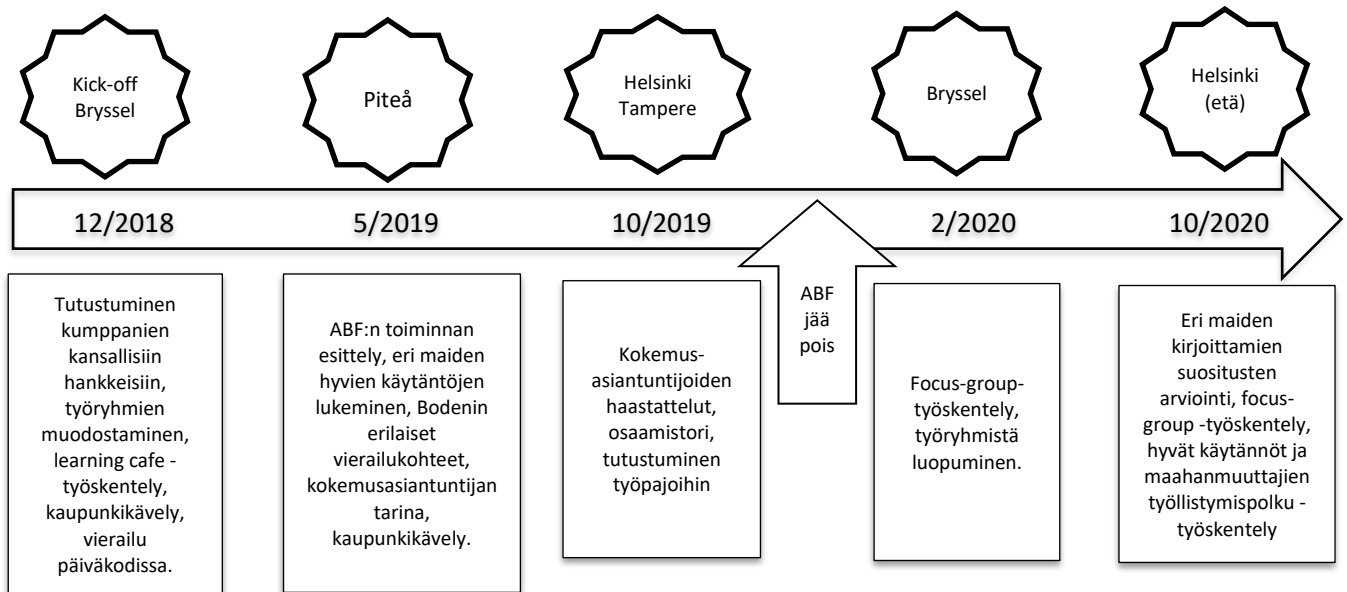 Kick-off
Bryssel
Piteå
Helsinki
Tampere
Bryssel
Helsinki
(etä)
12/2018
5/2019
10/2019
2/2020
10/2020
Tutustuminen
kumppanien
kansallisiin
hankkeisiin,
työryhmien
muodostaminen,
learning cafe -
työskentely,
kaupunkikävely,
vierailu
päiväkodissa.
ABF:n toiminnan
esittely, eri maiden
hyvien käytäntöjen
lukeminen, Bodenin
erilaiset
vierailukohteet,
kokemusasiantuntijan
tarina,
kaupunkikävely.
Kokemus-
asiantuntijoiden
haastattelut,
osaamistori,
tutustuminen
työpajoihin
ABF
jää
pois
Focus-group-
työskentely,
työryhmistä
luopuminen.
Eri maiden
kirjoittamien
suositusten
arviointi, focus-
group -työskentely,
hyvät käytännöt ja
maahanmuuttajien
työllistymispolku -
työskentely